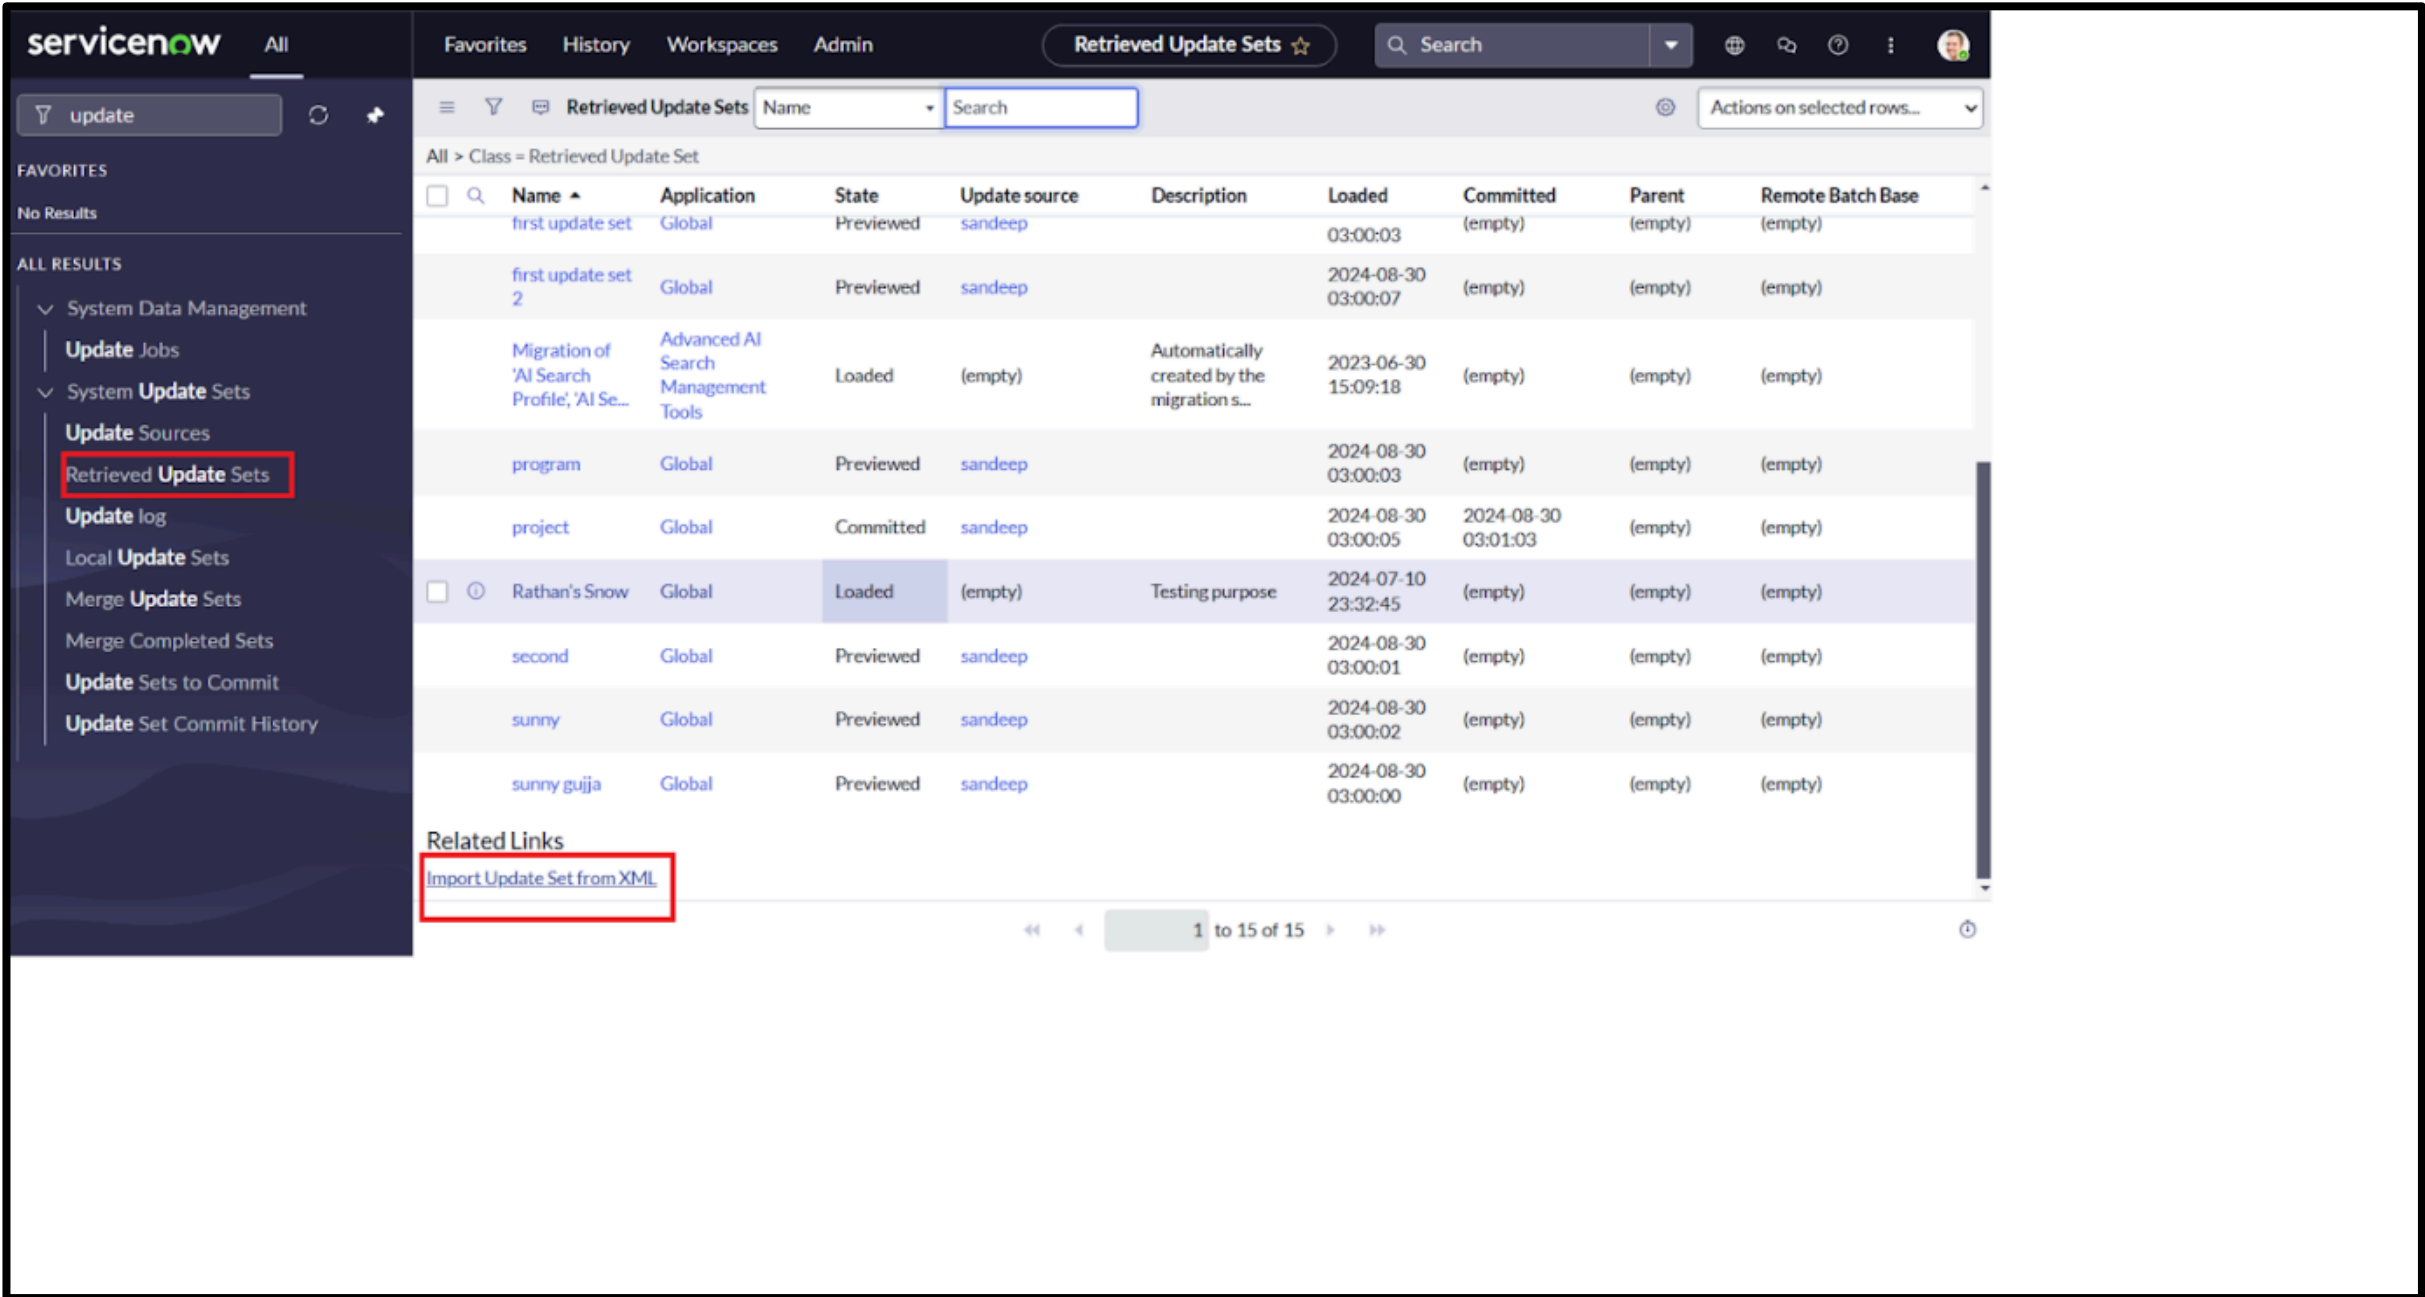 servicenow
All
Favorites
History
Workspaces
Admin
Retrieved Update Sets
Search
update
FAVORITES
No Results
ALL RESULTS
System Data Management
Update Jobs
System Update Sets
Update Sources
Retrieved Update Sets
Update log
Local Update Sets
Merge Update Sets
Merge Completed Sets
Update Sets to Commit
Update Set Commit History
Retrieved Update Sets Name Search Actions on selected rows...
All > Class = Retrieved Update Set
Name Application State Update source Description Loaded Committed Parent Remote Batch Base
first update set Global Previewed sandeep 03:00:03 (empty) (empty) (empty)
first update set
2
Global Previewed sandeep
2024-08-30
03:00:07
(empty) (empty) (empty)
Migration of
'AI Search
Profile', 'AI Se...
Advanced AI
Search
Management
Tools
Loaded (empty)
Automatically
created by the
migration s...
2023-06-30
15:09:18
(empty) (empty) (empty)
program Global Previewed sandeep
2024-08-30
03:00:03
(empty) (empty) (empty)
project Global Committed sandeep
2024-08-30
03:00:05
2024-08-30
03:01:03
(empty) (empty)
Rathan's Snow Global Loaded (empty) Testing purpose
2024-07-10
23:32:45
(empty) (empty) (empty)
second Global Previewed sandeep
2024-08-30
03:00:01
(empty) (empty) (empty)
sunny Global Previewed sandeep
2024-08-30
03:00:02
(empty) (empty) (empty)
sunny gujja Global Previewed sandeep
2024-08-30
03:00:00
(empty) (empty) (empty)
Related Links
Import Update Set from XML
1 to 15 of 15